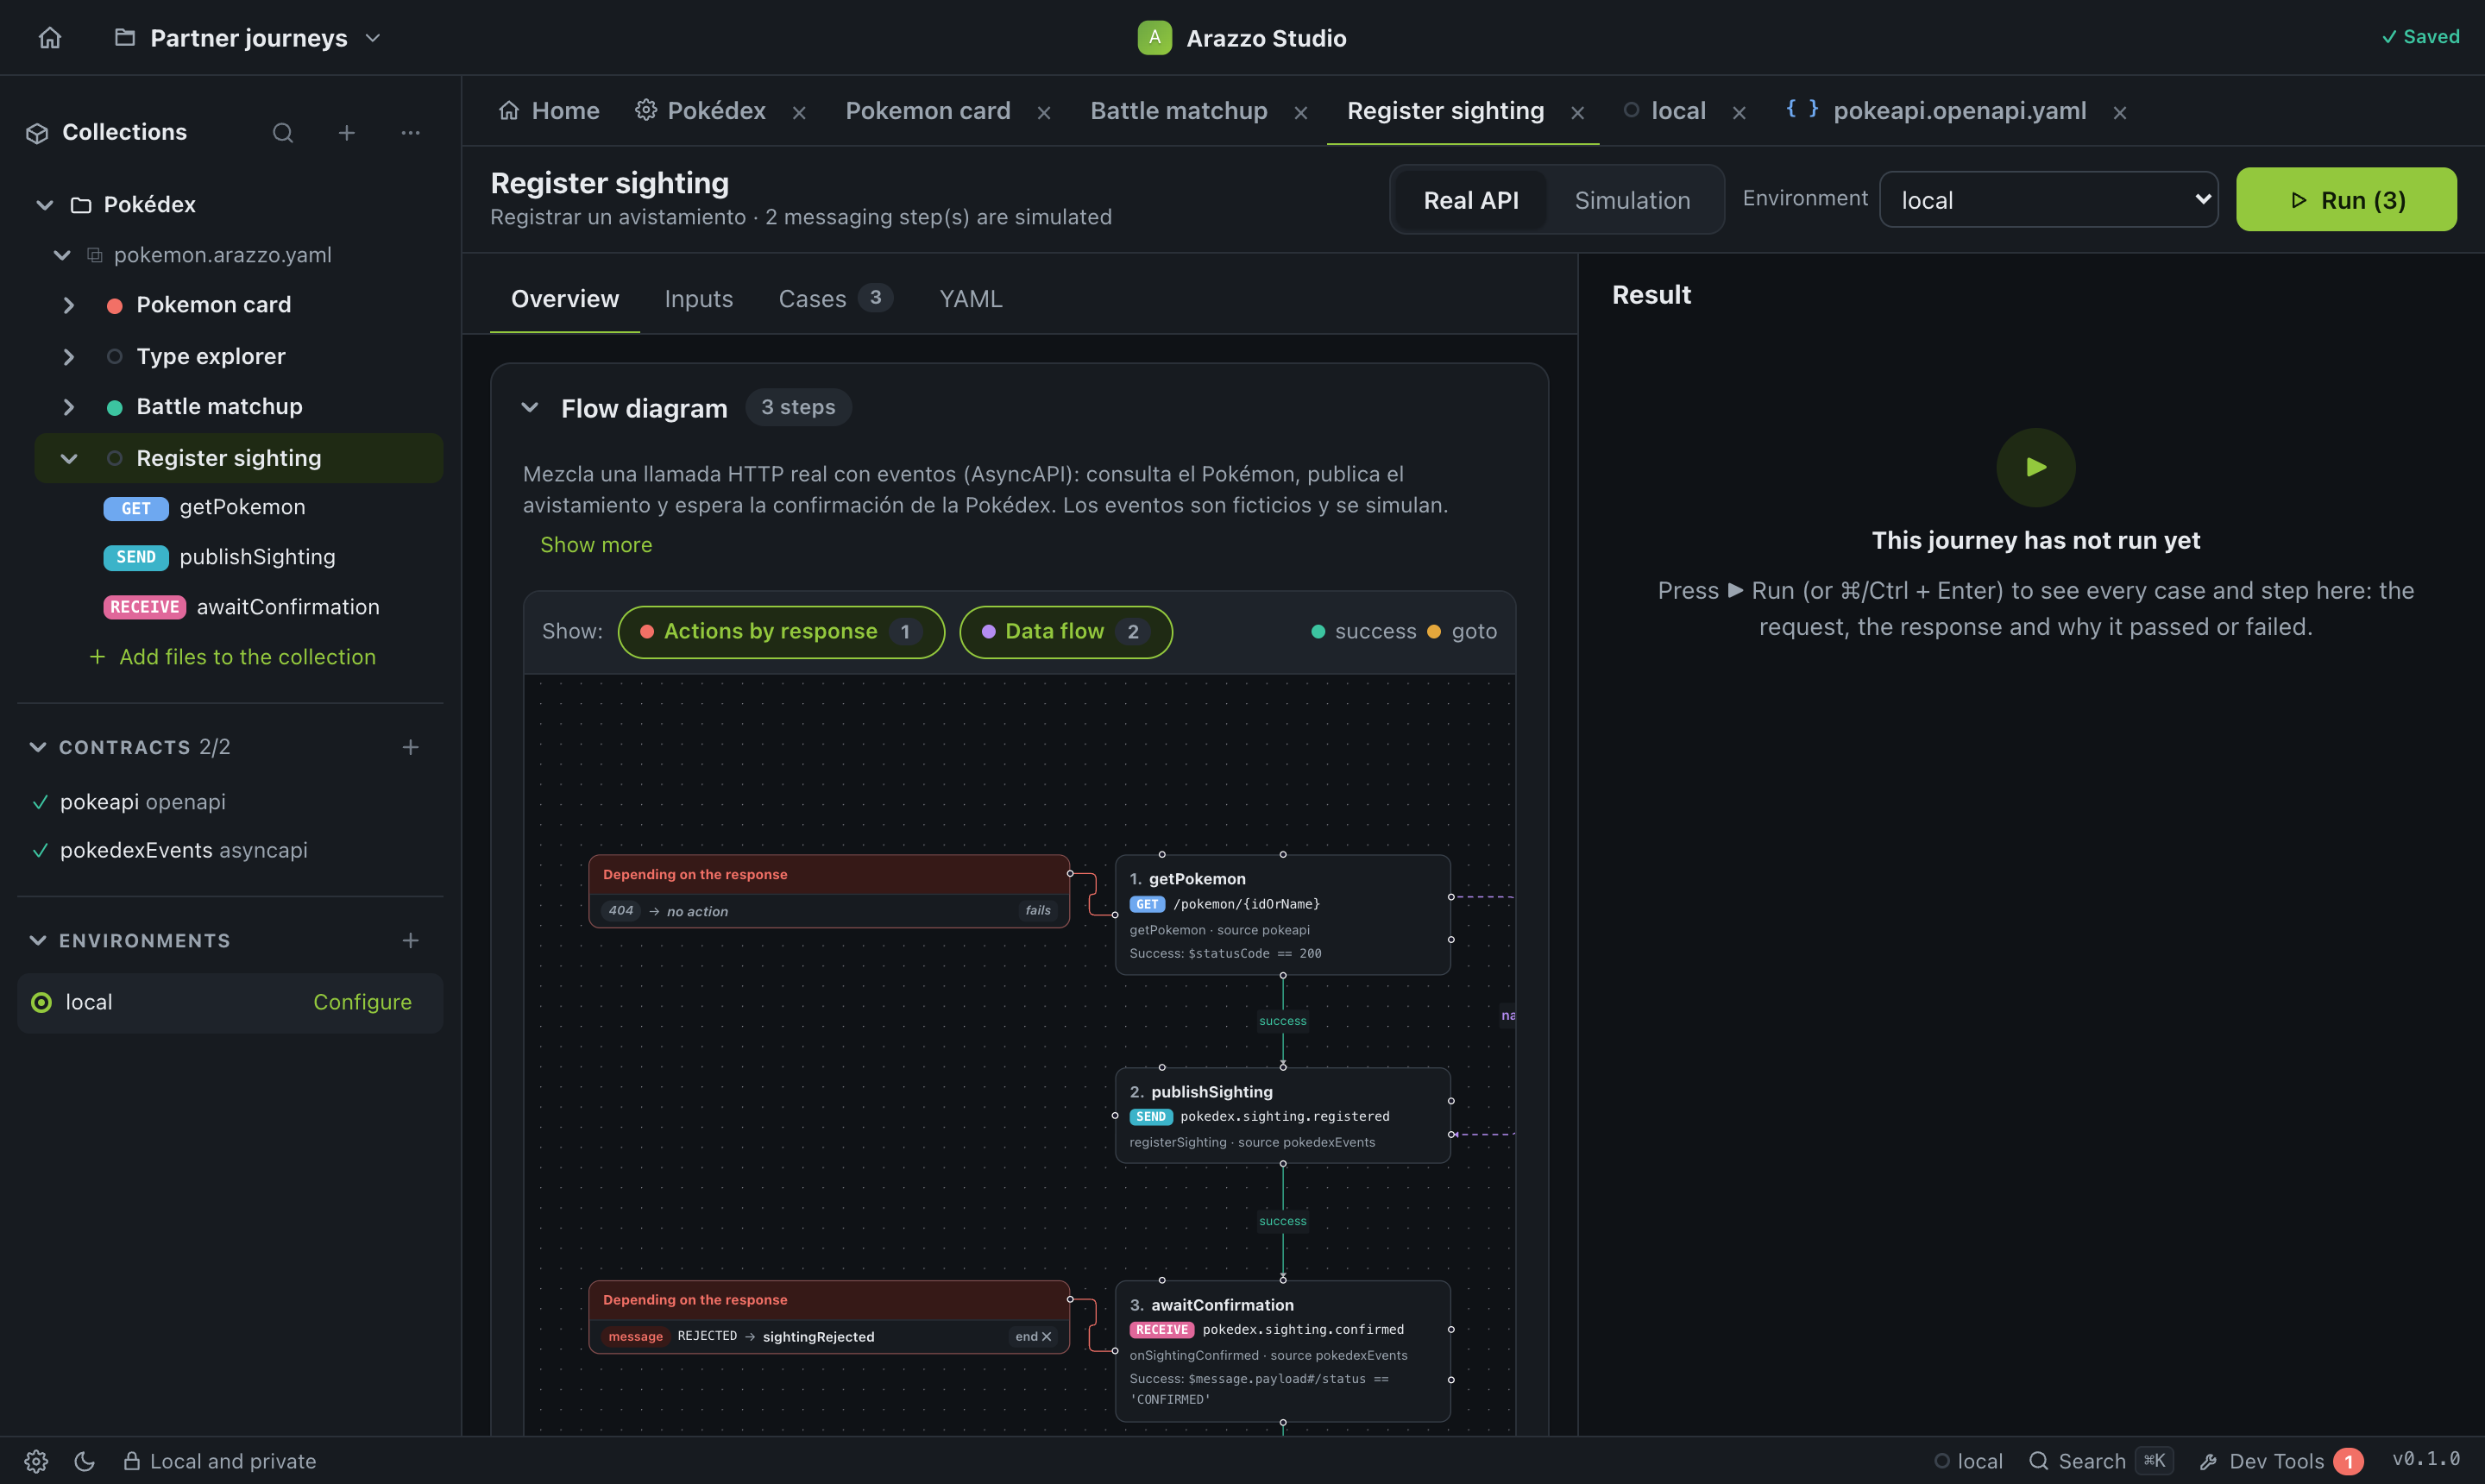 Partner journeys
A Arazzo Studio
Saved
Collections
Home
Pokédex
Pokemon card
Battle matchup
Register sighting
local
{ } pokeapi.openapi.yaml
Pokédex
pokemon.arazzo.yaml
Pokemon card
Type explorer
Battle matchup
Register sighting
GET getPokemon
SEND publishSighting
RECEIVE awaitConfirmation
+ Add files to the collection
CONTRACTS 2/2
pokeapi openapi
pokedexEvents asyncapi
ENVIRONMENTS
local Configure
Register sighting
Registrar un avistamiento · 2 messaging step(s) are simulated
Real API Simulation
Environment local
Run (3)
Overview Inputs Cases 3 YAML
Flow diagram 3 steps
Mezcla una llamada HTTP real con eventos (AsyncAPI): consulta el Pokémon, publica el
avistamiento y espera la confirmación de la Pokédex. Los eventos son ficticios y se simulan.
Show more
Show: Actions by response 1 Data flow 2 success goto
Depending on the response
404 → no action fails
1. getPokemon
GET /pokemon/{idOrName}
getPokemon · source pokeapi
Success: $statusCode == 200
success
na
2. publishSighting
SEND pokedex.sighting.registered
registerSighting · source pokedexEvents
success
Depending on the response
message REJECTED → sightingRejected end ✕
3. awaitConfirmation
RECEIVE pokedex.sighting.confirmed
onSightingConfirmed · source pokedexEvents
Success: $message.payload#/status ==
'CONFIRMED'
Result
This journey has not run yet
Press ▶ Run (or ⌘/Ctrl + Enter) to see every case and step here: the
request, the response and why it passed or failed.
Local and private
local
Search ⌘K
Dev Tools 1
v0.1.0